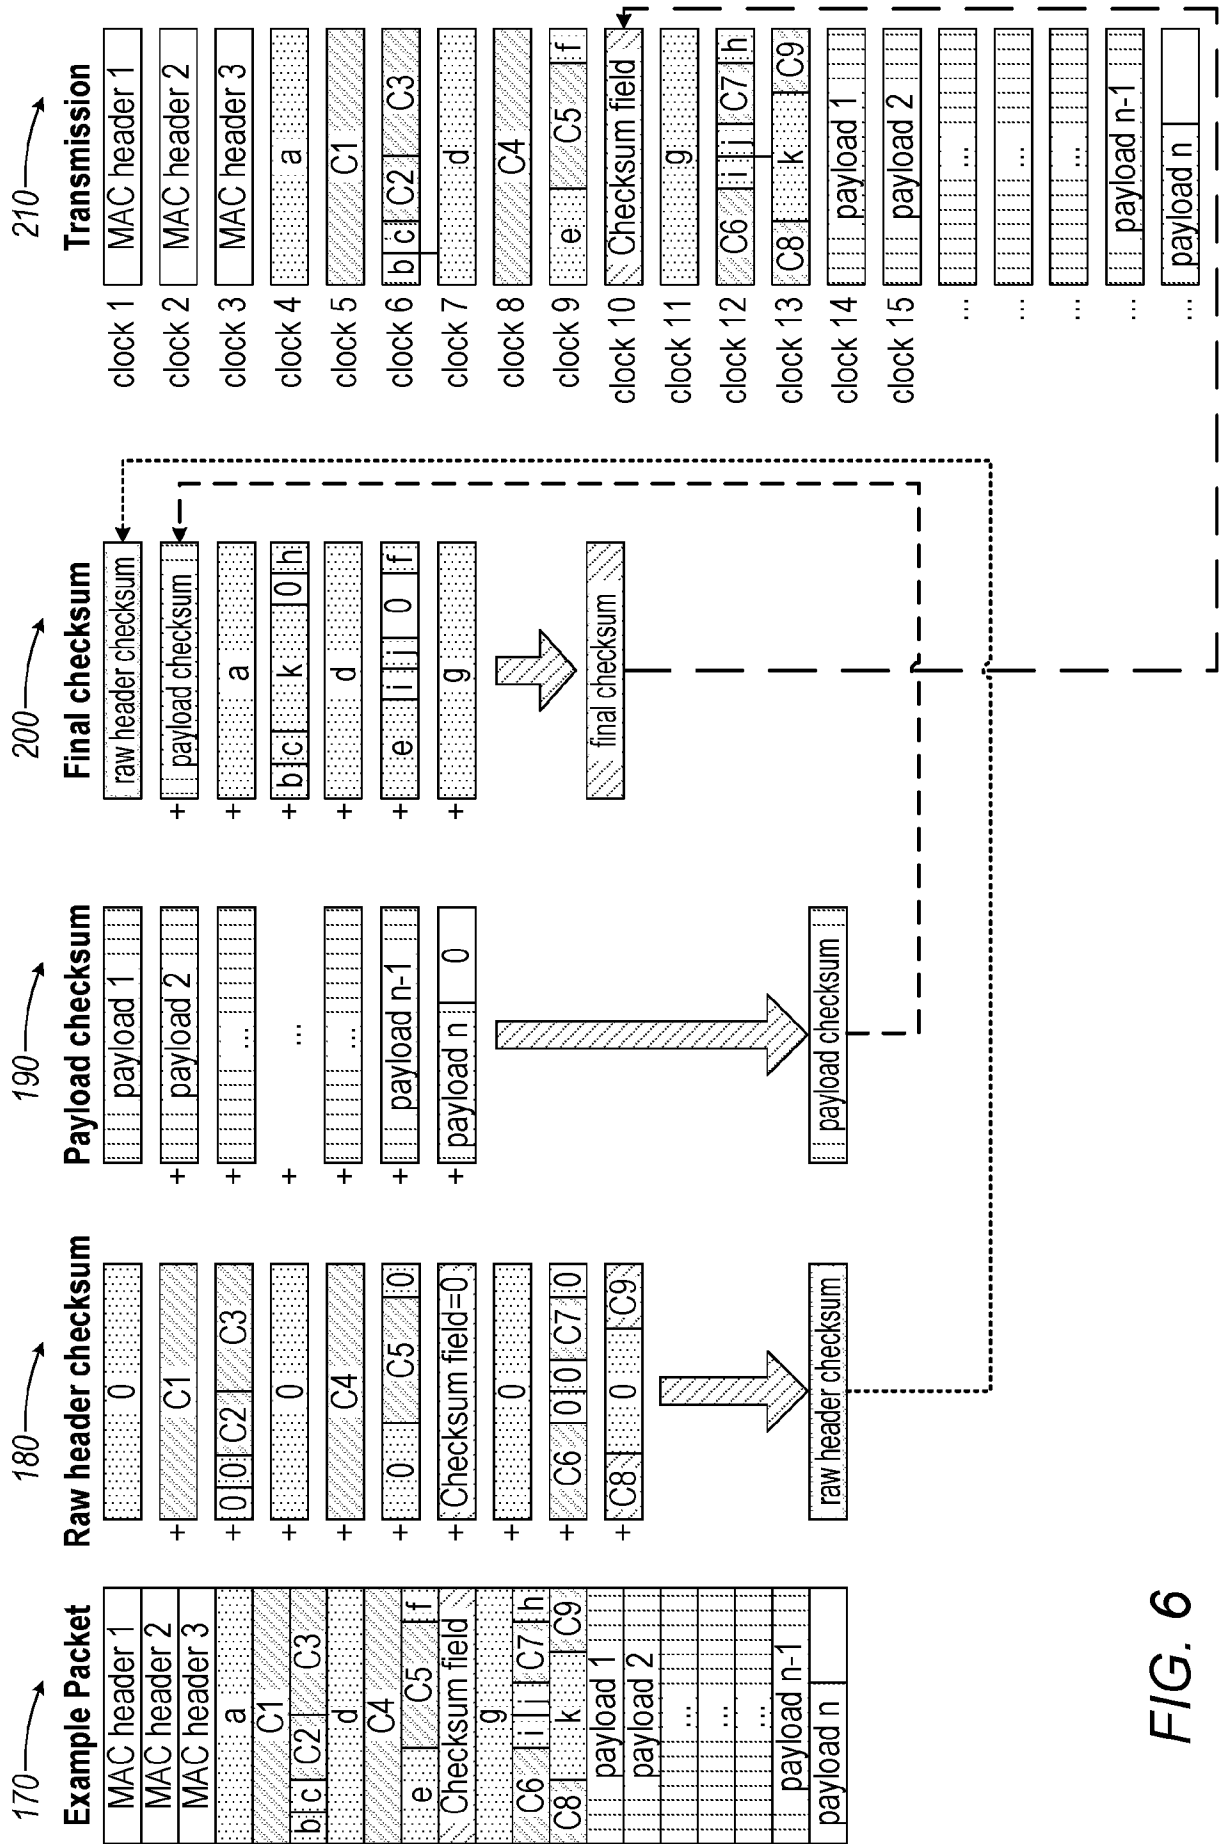 170
Example Packet
MAC header 1
MAC header 2
MAC header 3
a
C1
b c C2 C3
d
C4
e C5 f
Checksum field
g
C6 i j C7 h
C8 k C9
payload 1
payload 2
...
...
...
payload n-1
payload n
180
Raw header checksum
0
+ C1
+ 0 0 C2 C3
+ 0
+ C4
+ 0 C5 0
+ Checksum field=0
+ 0
+ C6 0 0 C7 0
+ C8 0 C9
raw header checksum
190
Payload checksum
payload 1
+ payload 2
+ ...
+ ...
+ ...
+ payload n-1
+ payload n 0
payload checksum
200
Final checksum
raw header checksum
+ payload checksum
+ a
+ b c k 0 h
+ d
+ e i j 0 f
+ g
final checksum
210
Transmission
clock 1 MAC header 1
clock 2 MAC header 2
clock 3 MAC header 3
clock 4 a
clock 5 C1
clock 6 b c C2 C3
clock 7 d
clock 8 C4
clock 9 e C5 f
clock 10 Checksum field
clock 11 g
clock 12 C6 i j C7 h
clock 13 C8 k C9
clock 14 payload 1
clock 15 payload 2
... ...
... ...
... ...
... payload n-1
... payload n
FIG. 6